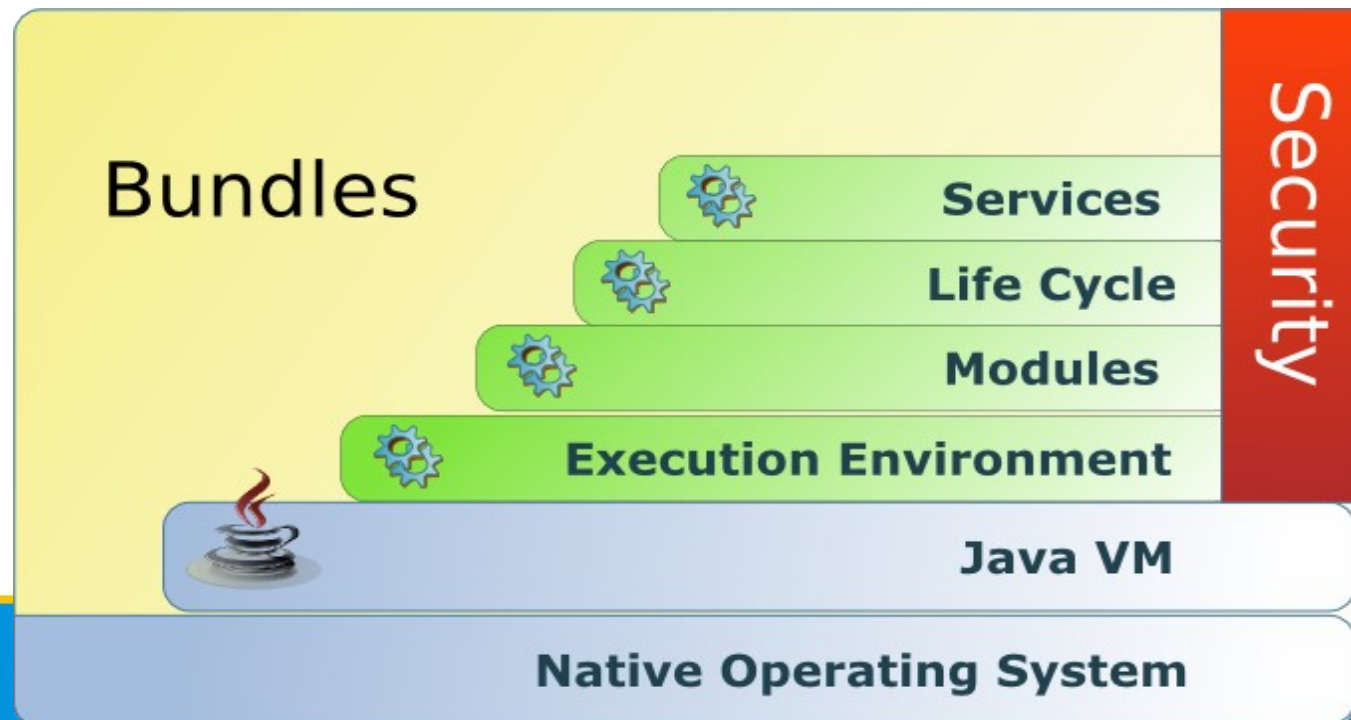 Bundles
Services
Life Cycle
Modules
Execution Environment
Java VM
Native Operating System
Security